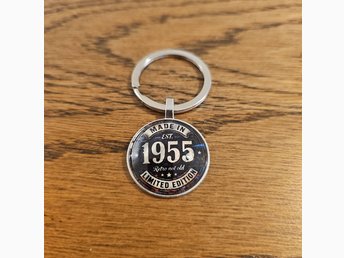 MADE IN
EST.
1955
Retro not old
LIMITED EDITION